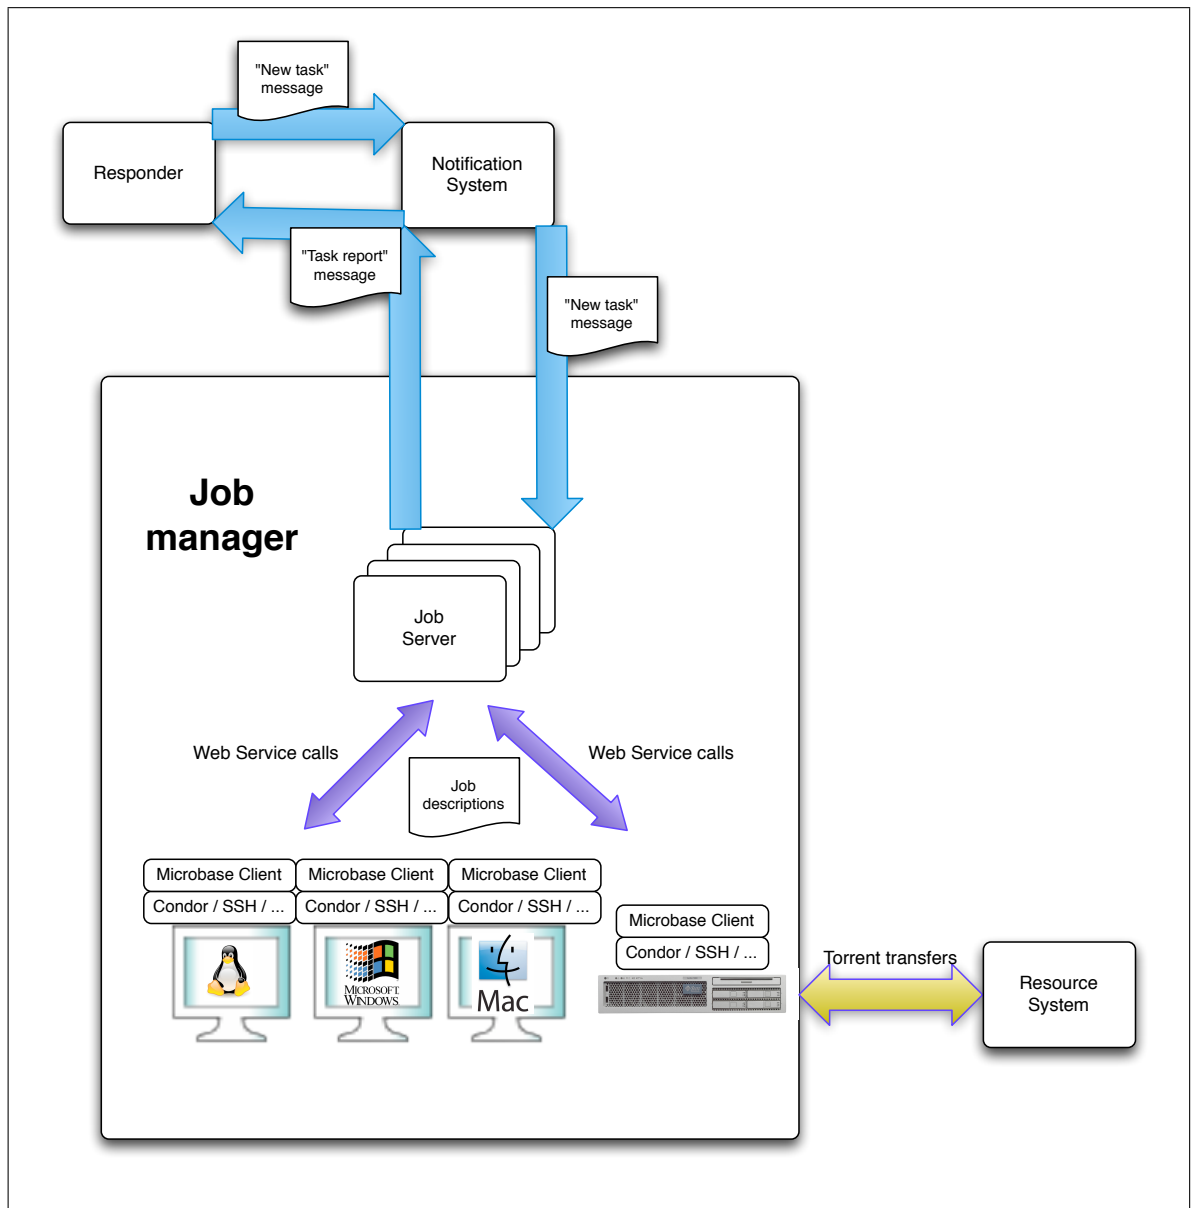 "New task"
message
Responder
Notification
System
"Task report"
message
"New task"
message
Job
manager
Job
Server
Web Service calls
Web Service calls
Job
descriptions
Microbase Client
Microbase Client
Microbase Client
Condor / SSH / ...
Condor / SSH / ...
Condor / SSH / ...
Microbase Client
Condor / SSH / ...
MICROSOFT
WINDOWS
Mac
Torrent transfers
Resource
System